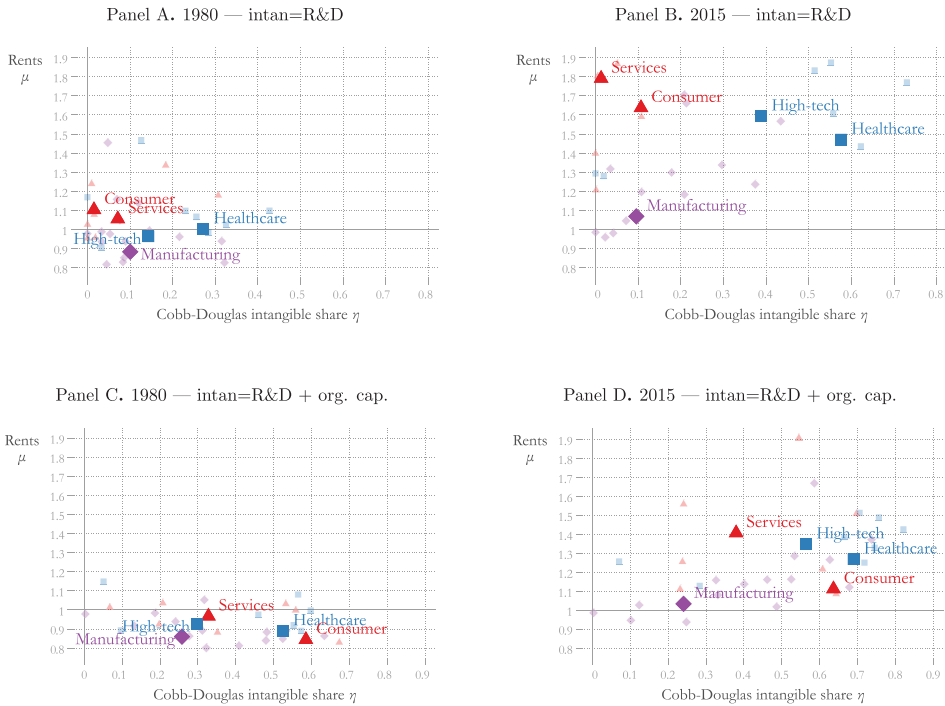 Panel A. 1980 — intan=R&D
Rents
μ
1.9
1.8
1.7
1.6
1.5
1.4
1.3
1.2
1.1
1
0.9
0.8
Consumer
Services
Healthcare
High-tech
Manufacturing
0
0.1
0.2
0.3
0.4
0.5
0.6
0.7
0.8
Cobb-Douglas intangible share η
Panel B. 2015 — intan=R&D
Rents
μ
1.9
1.8
1.7
1.6
1.5
1.4
1.3
1.2
1.1
1
0.9
0.8
Services
Consumer
High-tech
Healthcare
Manufacturing
0
0.1
0.2
0.3
0.4
0.5
0.6
0.7
0.8
Cobb-Douglas intangible share η
Panel C. 1980 — intan=R&D + org. cap.
Rents
μ
1.9
1.8
1.7
1.6
1.5
1.4
1.3
1.2
1.1
1
0.9
0.8
Services
High-tech
Healthcare
Consumer
Manufacturing
0
0.1
0.2
0.3
0.4
0.5
0.6
0.7
0.8
0.9
Cobb-Douglas intangible share η
Panel D. 2015 — intan=R&D + org. cap.
Rents
μ
1.9
1.8
1.7
1.6
1.5
1.4
1.3
1.2
1.1
1
0.9
0.8
Services
High-tech
Healthcare
Consumer
Manufacturing
0
0.1
0.2
0.3
0.4
0.5
0.6
0.7
0.8
0.9
Cobb-Douglas intangible share η